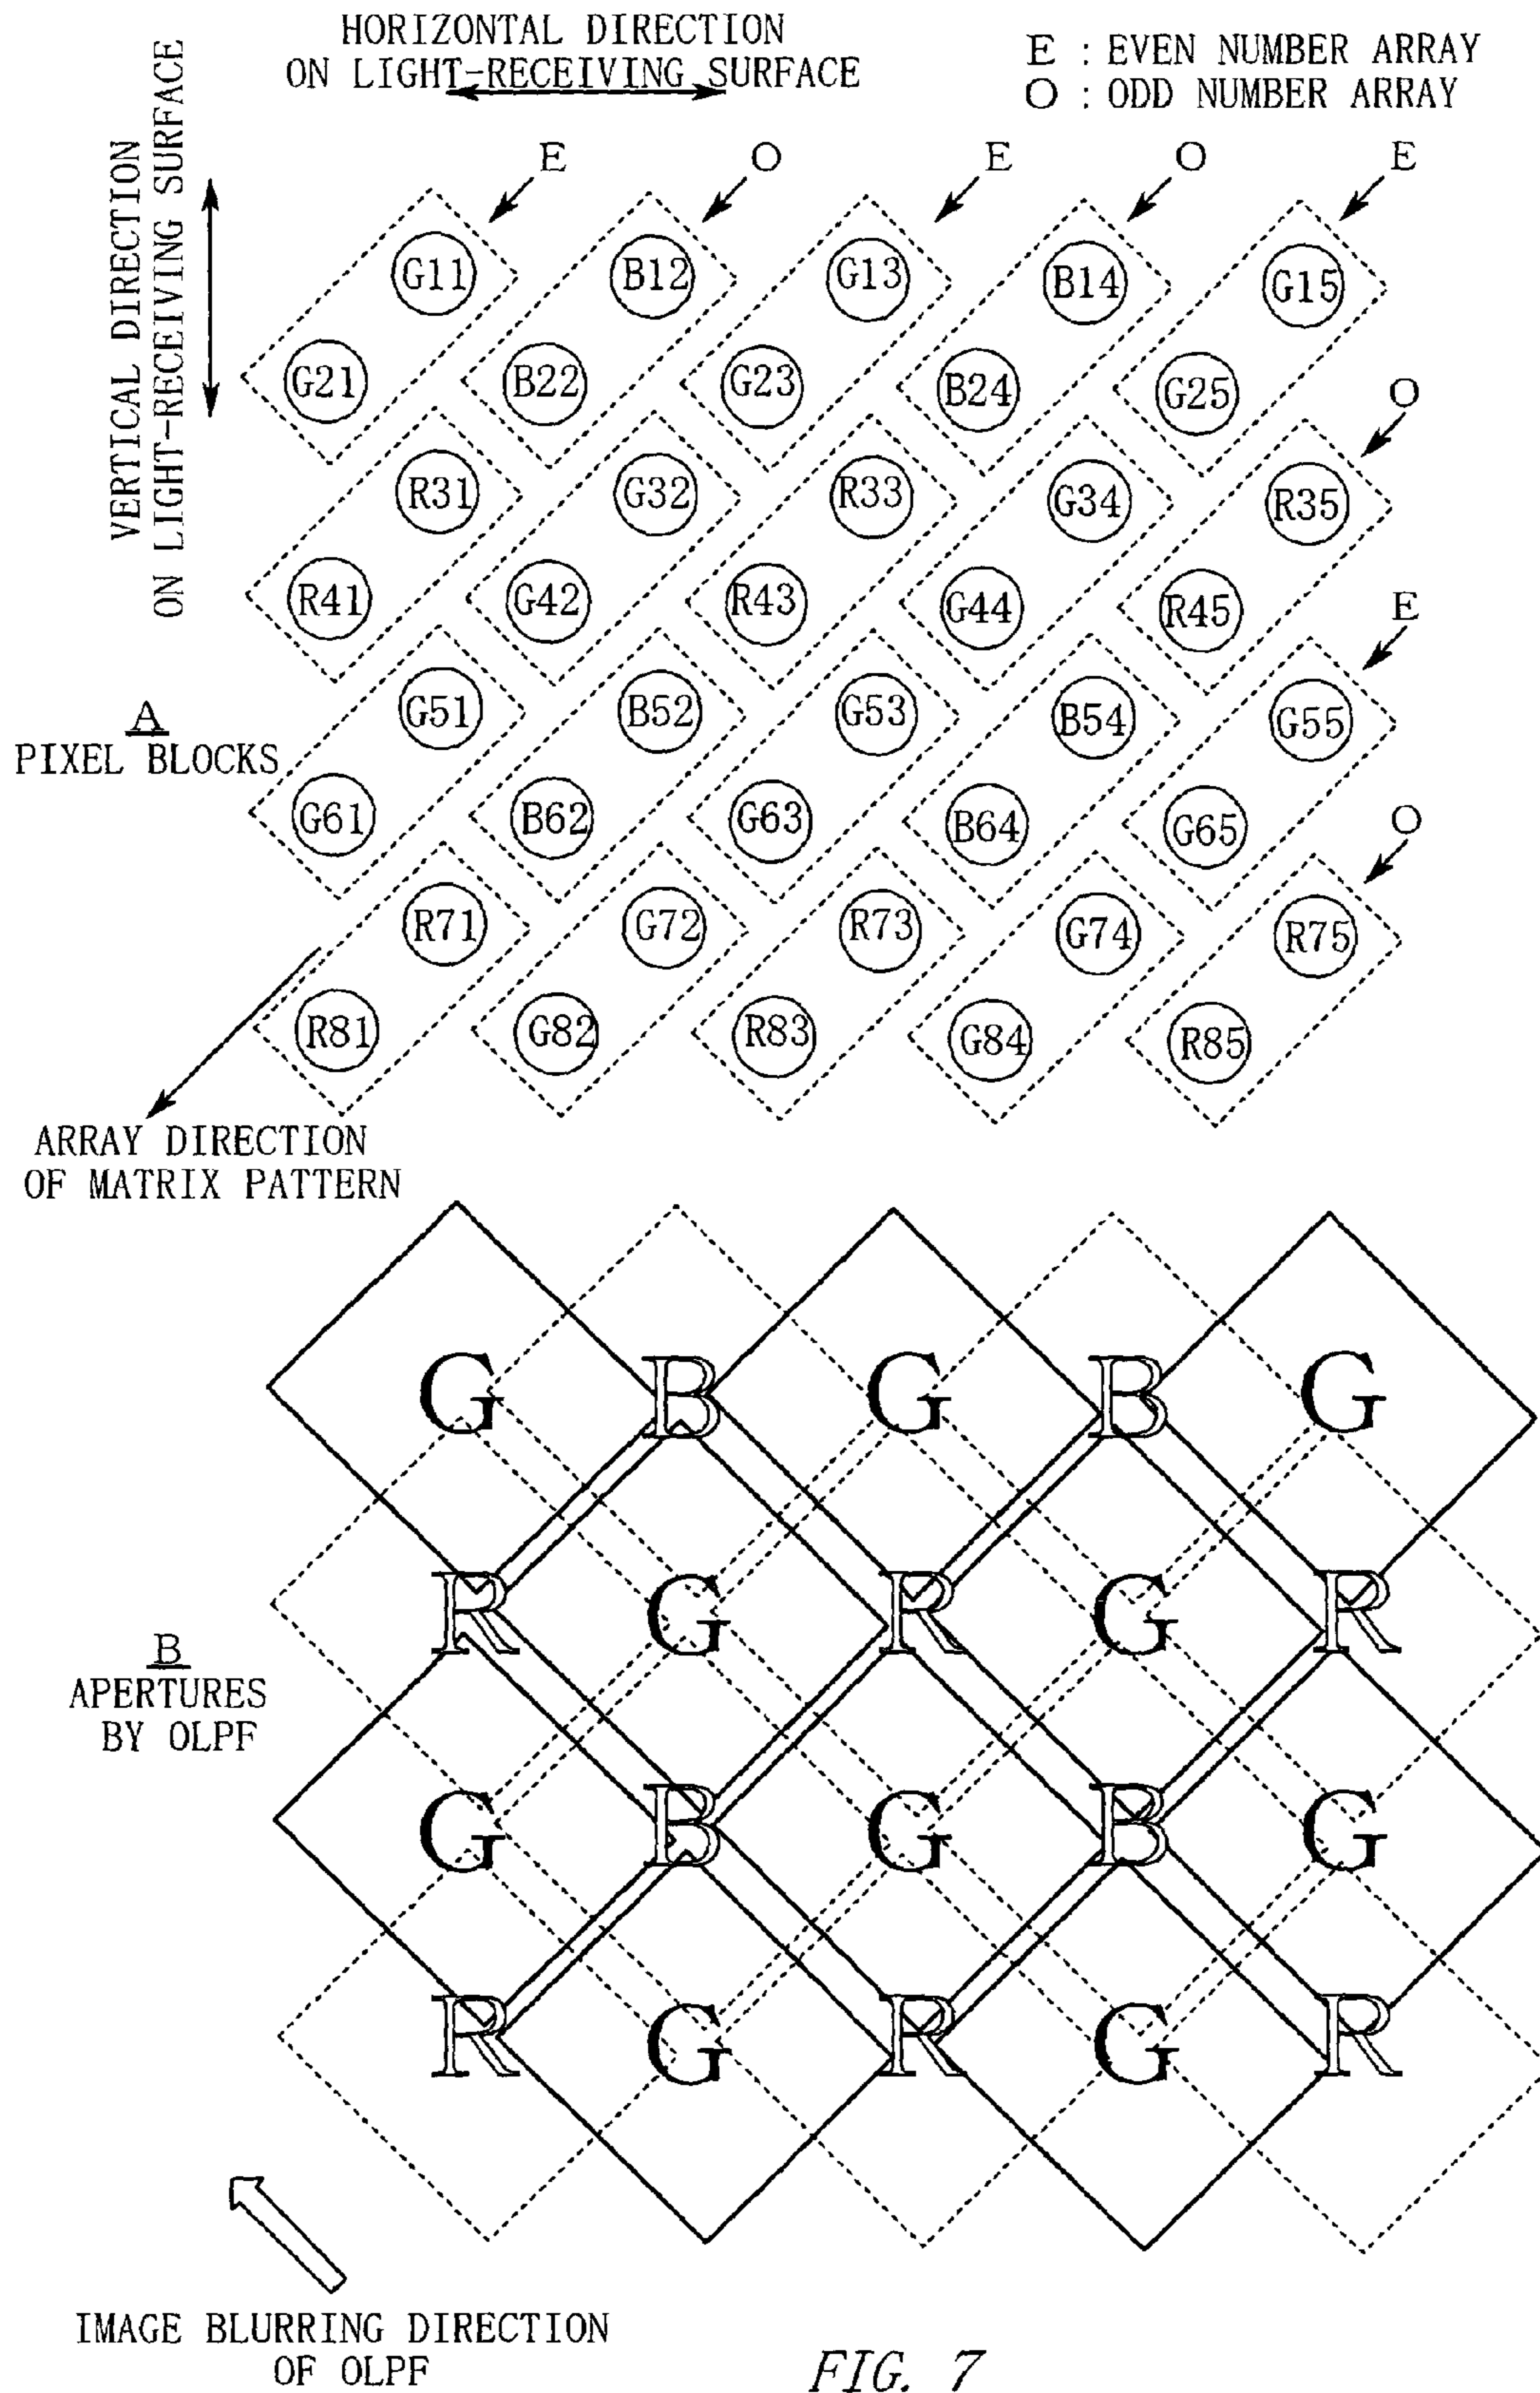 HORIZONTAL DIRECTION
ON LIGHT-RECEIVING SURFACE
E : EVEN NUMBER ARRAY
O : ODD NUMBER ARRAY
VERTICAL DIRECTION
ON LIGHT-RECEIVING SURFACE
E O E O E
G11 B12 G13 B14 G15
G21 B22 G23 B24 G25
O
R31 G32 R33 G34 R35
R41 G42 R43 G44 R45
E
A
PIXEL BLOCKS
G51 B52 G53 B54 G55
G61 B62 G63 B64 G65
O
R71 G72 R73 G74 R75
R81 G82 R83 G84 R85
ARRAY DIRECTION
OF MATRIX PATTERN
G B G B G
R G R G R
B
APERTURES
BY OLPF
G B G B G
R G R G R
IMAGE BLURRING DIRECTION
OF OLPF
FIG. 7